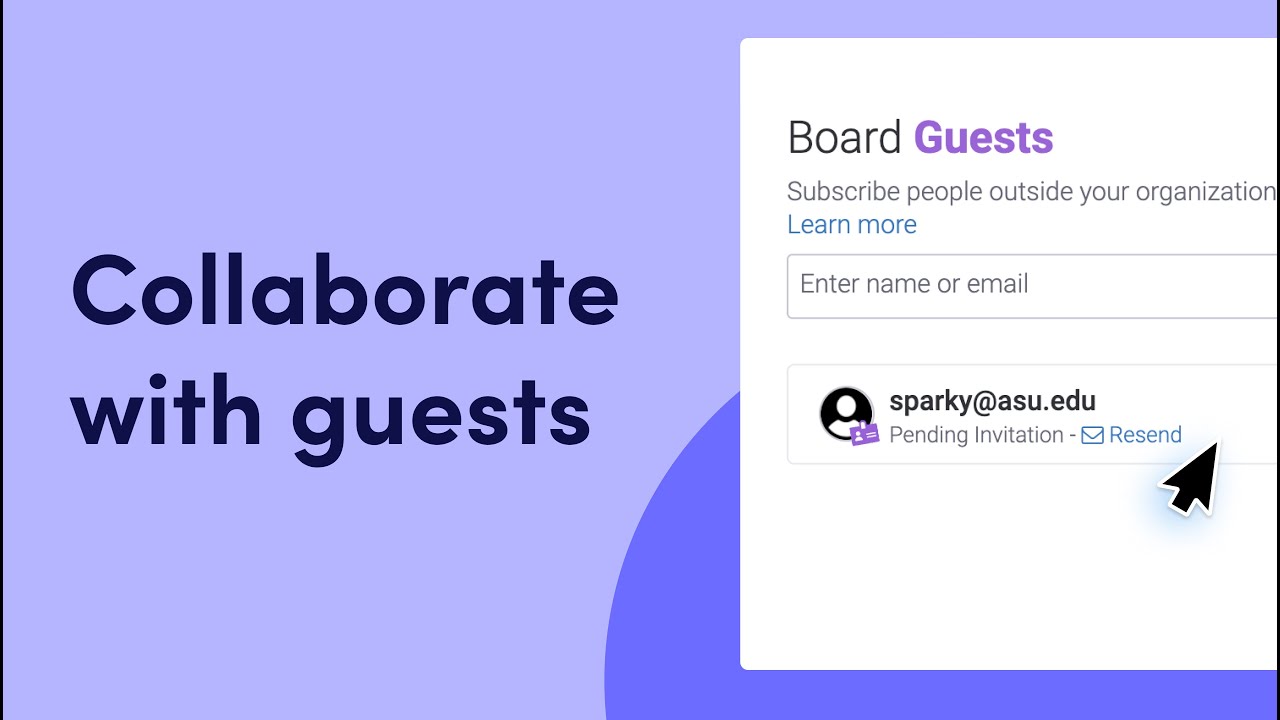 Collaborate
with guests
Board Guests
Subscribe people outside your organization
Learn more
Enter name or email
sparky@asu.edu
Pending Invitation - Resend